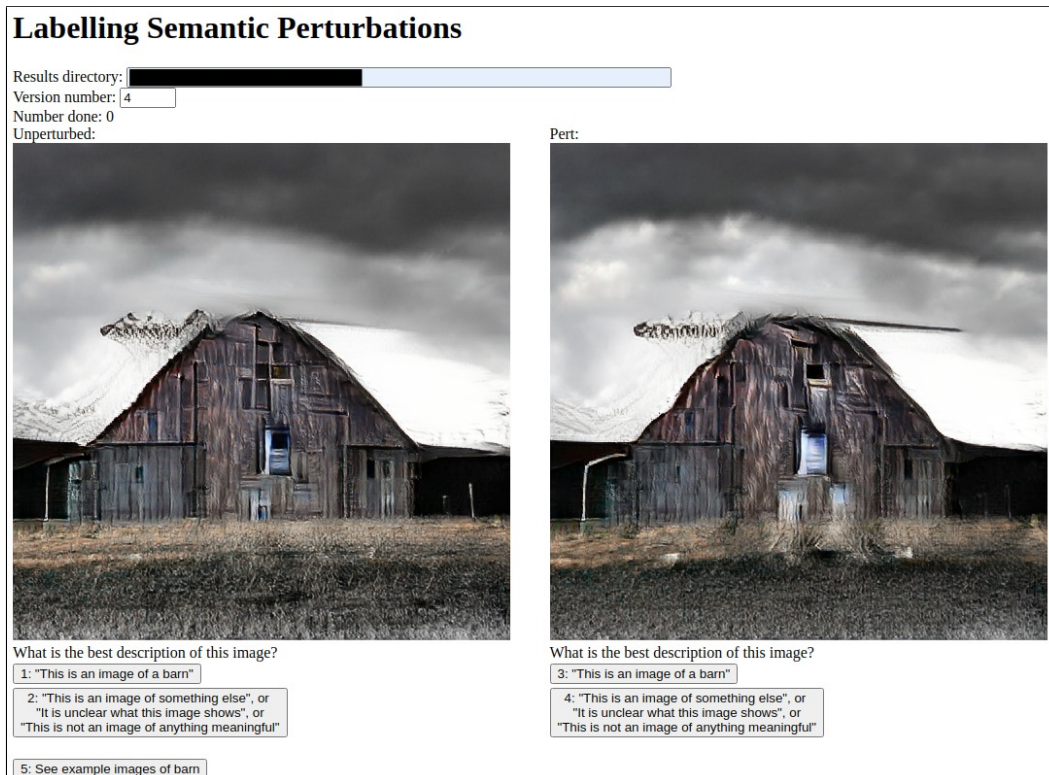 Labelling Semantic Perturbations
Results directory:
Version number: 4
Number done: 0
Unperturbed:
Pert:
What is the best description of this image?
1: "This is an image of a barn"
2: "This is an image of something else", or
"It is unclear what this image shows", or
"This is not an image of anything meaningful"
What is the best description of this image?
3: "This is an image of a barn"
4: "This is an image of something else", or
"It is unclear what this image shows", or
"This is not an image of anything meaningful"
5: See example images of barn